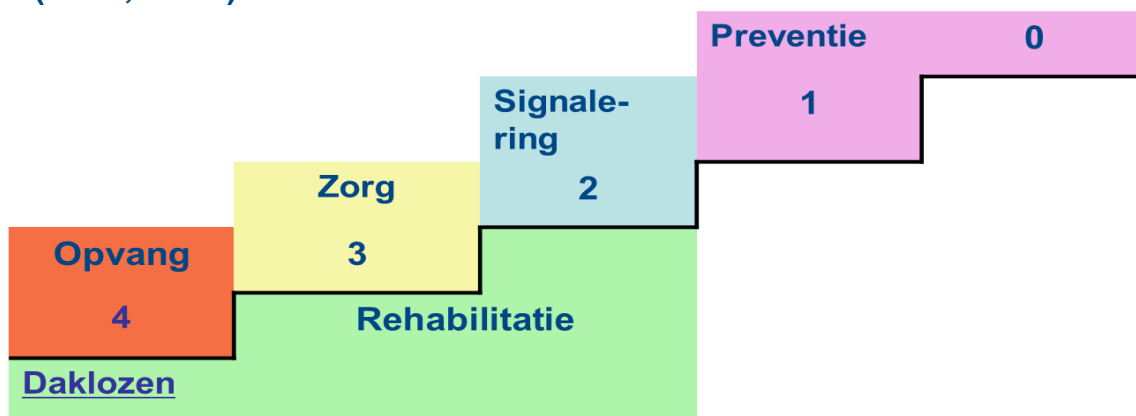 Preventie 0
Signale-
ring
1
Zorg
2
Opvang
3
4
Rehabilitatie
Daklozen